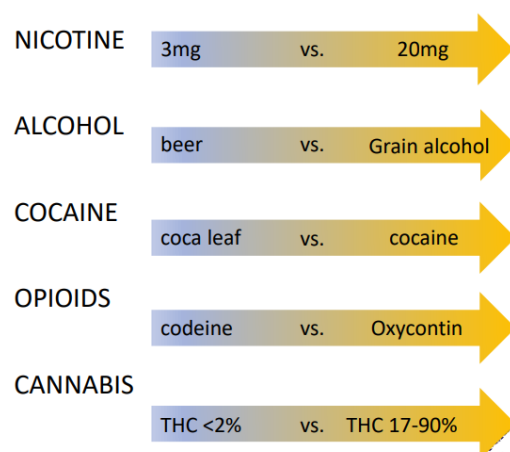 NICOTINE
3mg vs. 20mg
ALCOHOL
beer vs. Grain alcohol
COCAINE
coca leaf vs. cocaine
OPIOIDS
codeine vs. Oxycontin
CANNABIS
THC <2% vs. THC 17-90%